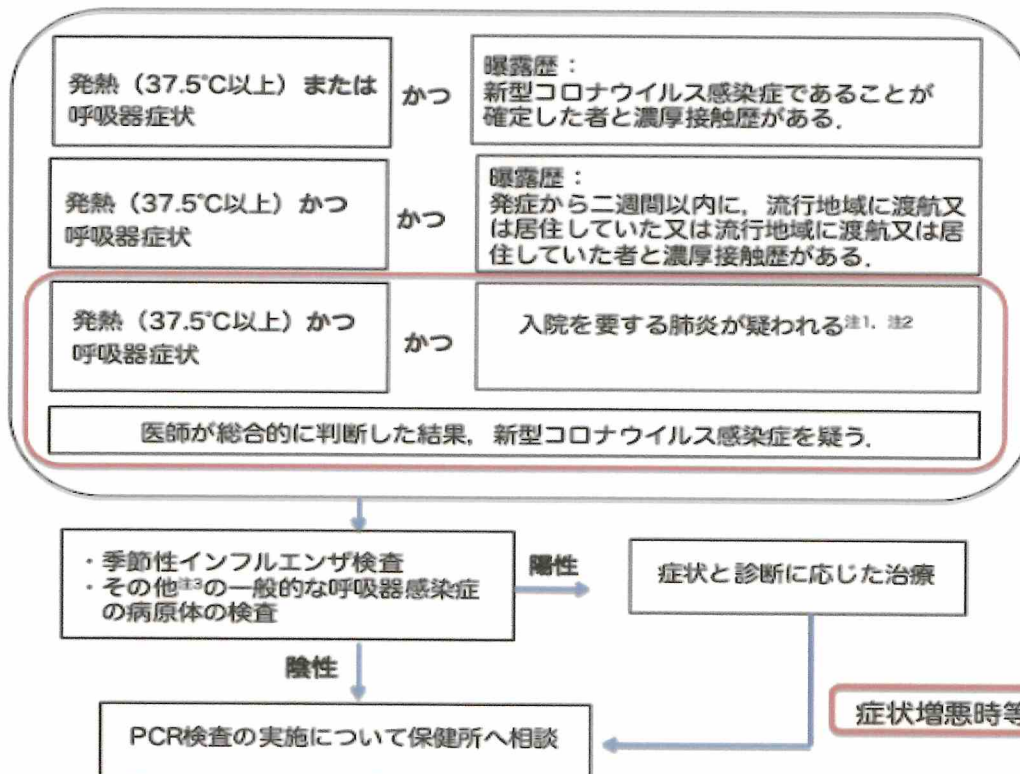 発熱（37.5℃以上）または
呼吸器症状
かつ
曝露歴：
新型コロナウイルス感染症であることが
確定した者と濃厚接触歴がある．
発熱（37.5℃以上）かつ
呼吸器症状
かつ
曝露歴：
発症から二週間以内に，流行地域に渡航又
は居住していた又は流行地域に渡航又は居
住していた者と濃厚接触歴がある．
発熱（37.5℃以上）かつ
呼吸器症状
かつ
入院を要する肺炎が疑われる注1，注2
医師が総合的に判断した結果，新型コロナウイルス感染症を疑う．
・季節性インフルエンザ検査
・その他注3の一般的な呼吸器感染症
の病原体の検査
陽性
症状と診断に応じた治療
陰性
症状増悪時等
PCR検査の実施について保健所へ相談